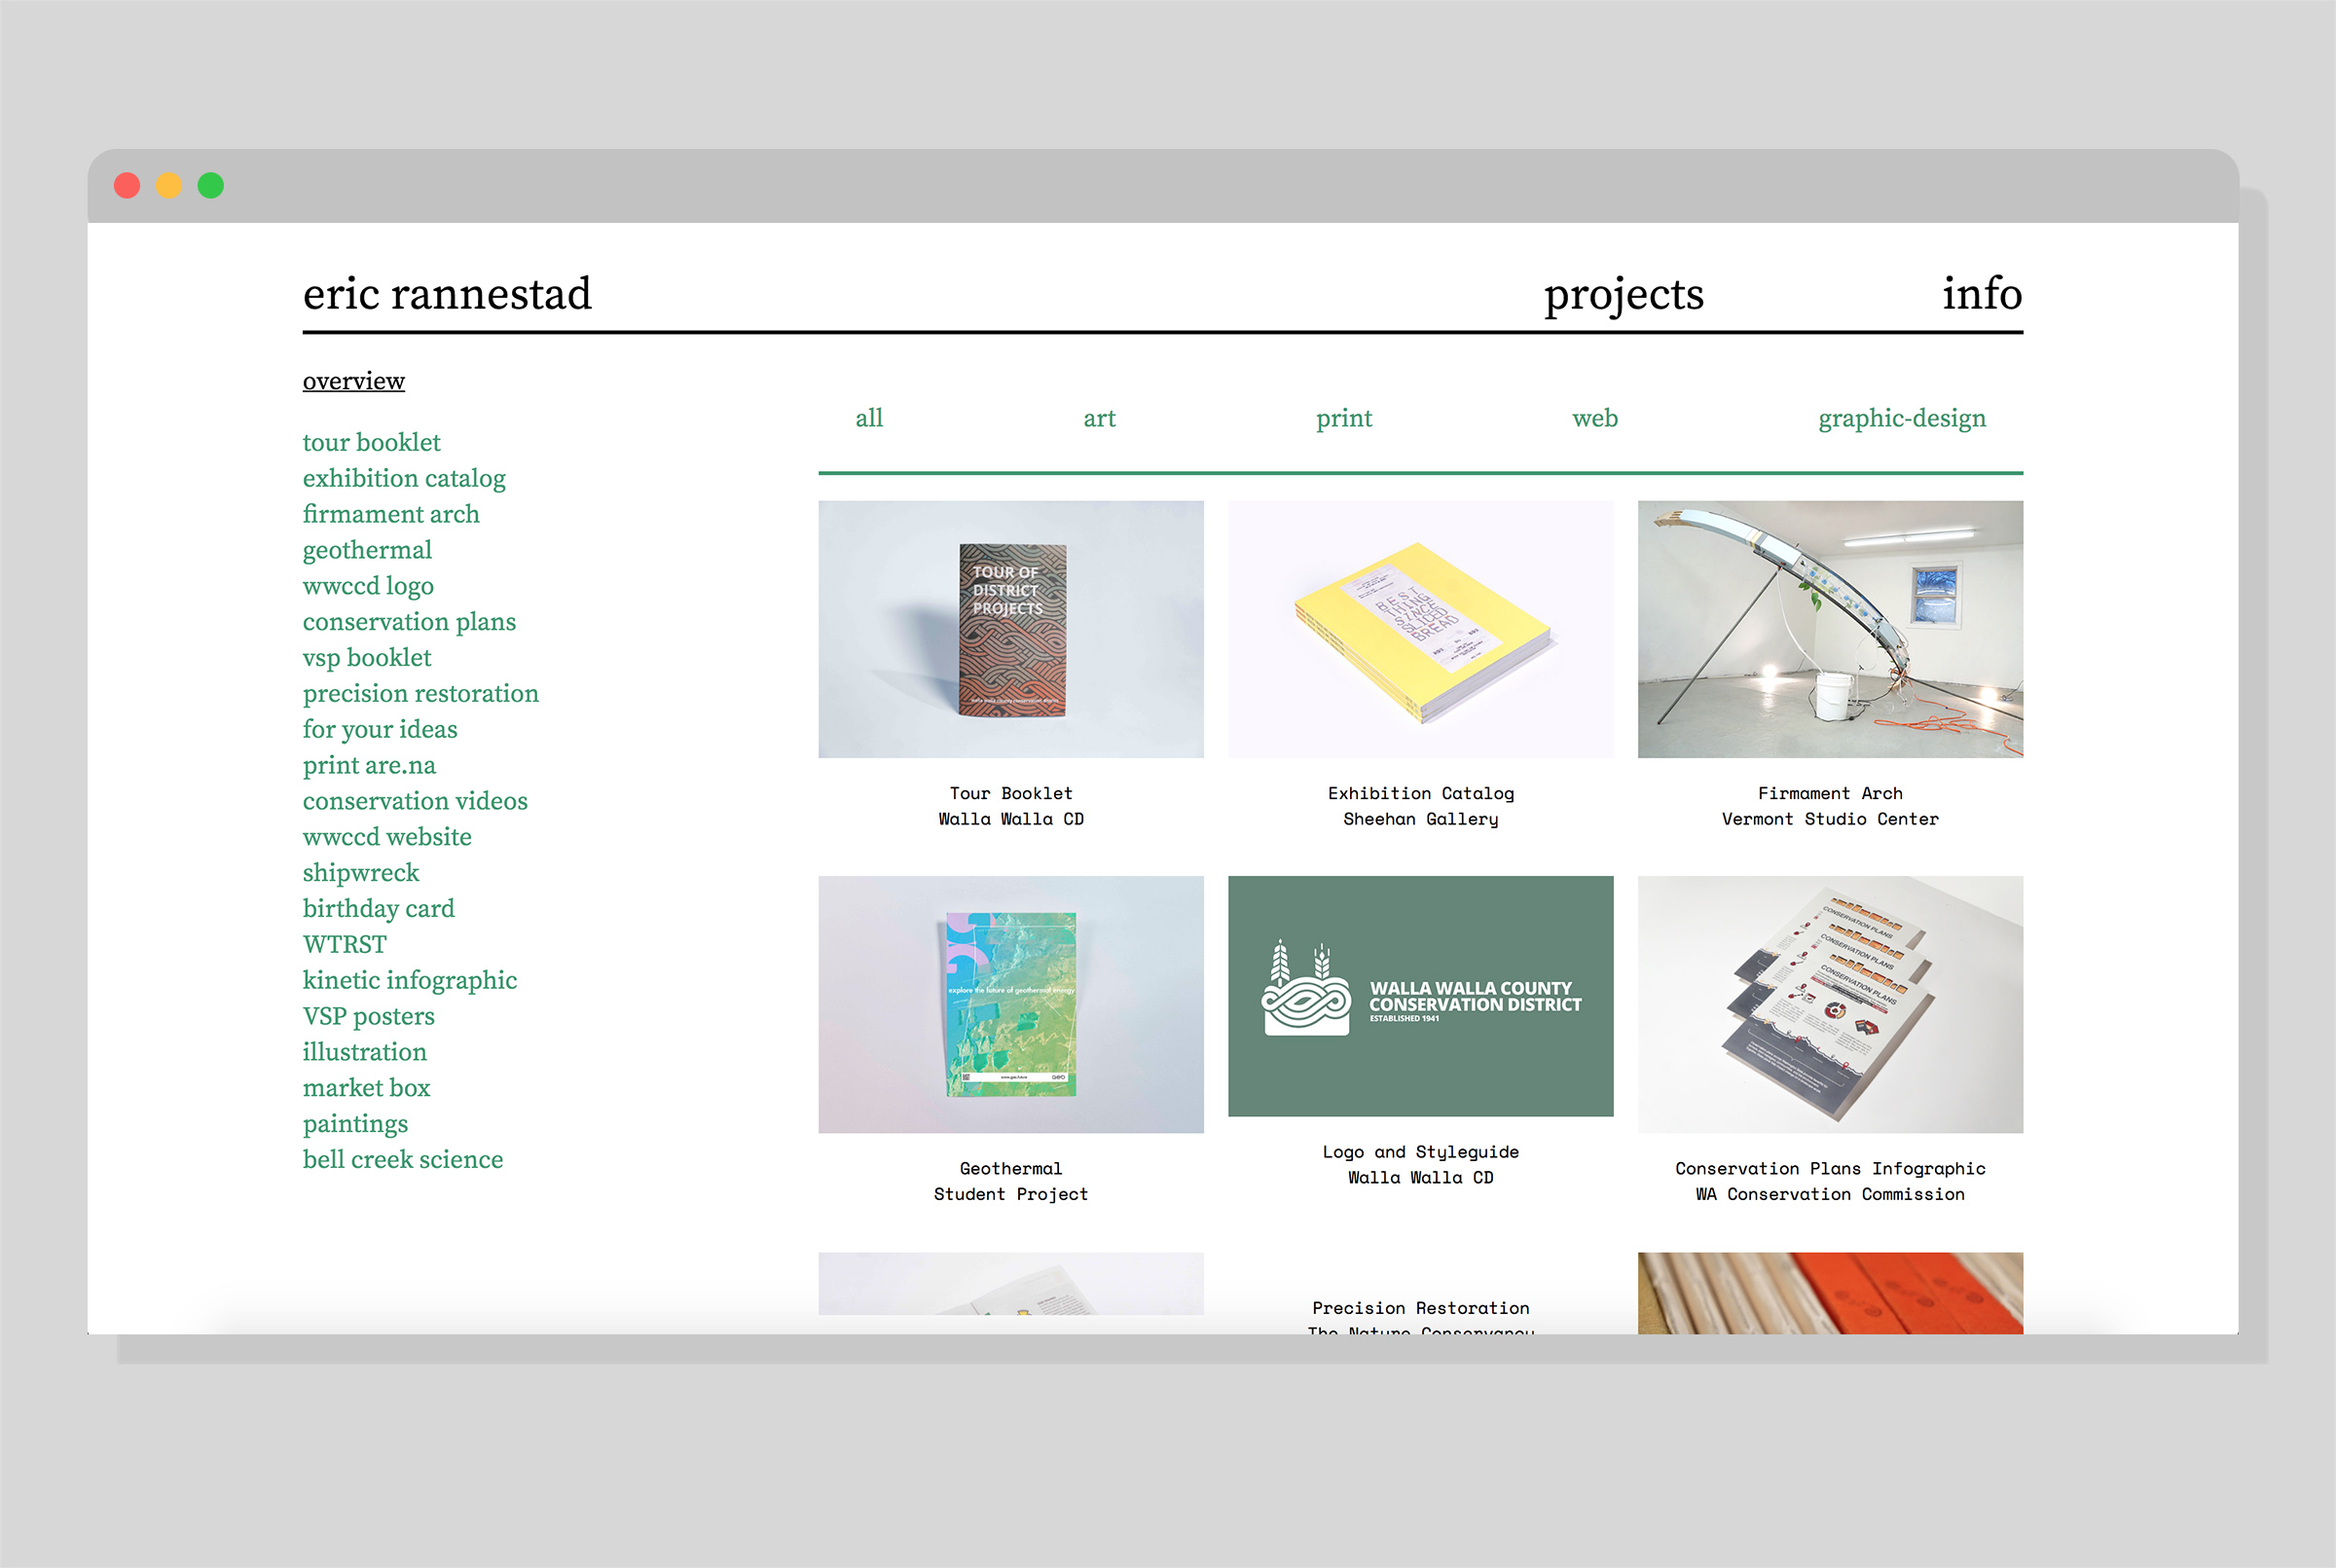 eric rannestad
projects
info
overview
tour booklet
exhibition catalog
firmament arch
geothermal
wwccd logo
conservation plans
vsp booklet
precision restoration
for your ideas
print are.na
conservation videos
wwccd website
shipwreck
birthday card
WTRST
kinetic infographic
VSP posters
illustration
market box
paintings
bell creek science
all
art
print
web
graphic-design
TOUR OF
DISTRICT
PROJECTS
Tour Booklet
Walla Walla CD
BEST
THING
SINCE
SLICED
BREAD
Exhibition Catalog
Sheehan Gallery
Firmament Arch
Vermont Studio Center
explore the future of geothermal energy
Geothermal
Student Project
WALLA WALLA COUNTY
CONSERVATION DISTRICT
ESTABLISHED 1941
Logo and Styleguide
Walla Walla CD
CONSERVATION PLANS
CONSERVATION PLANS
CONSERVATION PLANS
Conservation Plans Infographic
WA Conservation Commission
Precision Restoration
The Nature Conservancy